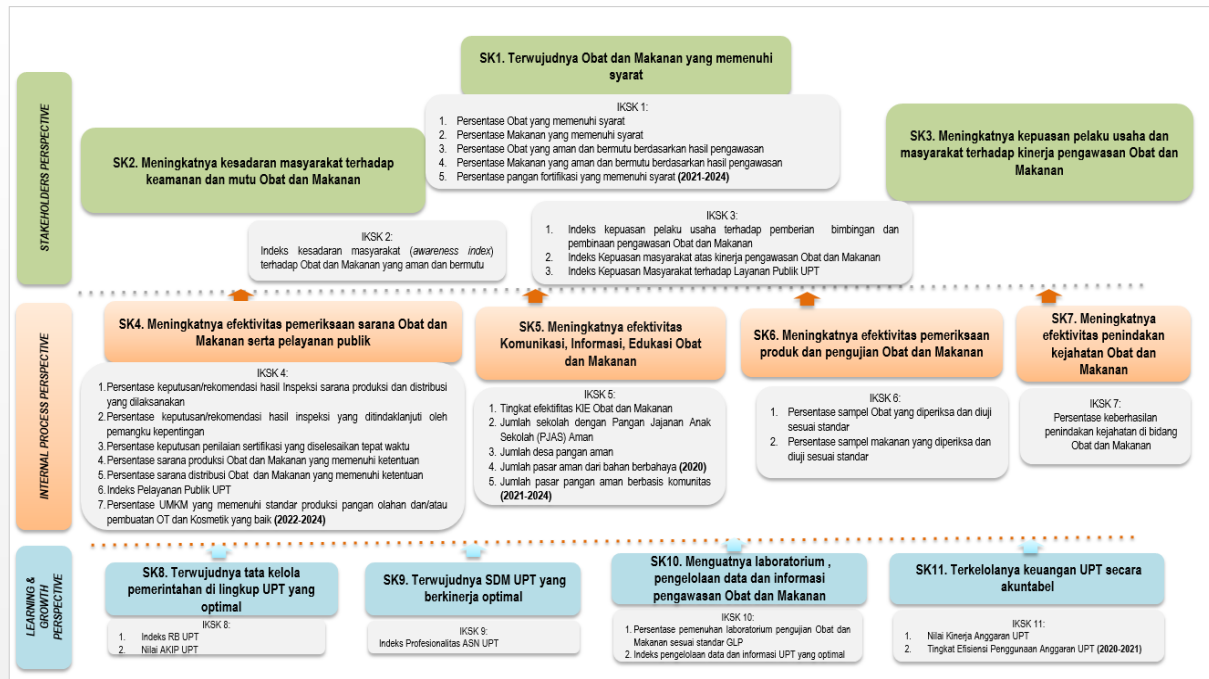 STAKEHOLDERS PERSPECTIVE
SK1. Terwujudnya Obat dan Makanan yang memenuhi
syarat
IKSK 1:
1. Persentase Obat yang memenuhi syarat
2. Persentase Makanan yang memenuhi syarat
3. Persentase Obat yang aman dan bermutu berdasarkan hasil pengawasan
4. Persentase Makanan yang aman dan bermutu berdasarkan hasil pengawasan
5. Persentase pangan fortifikasi yang memenuhi syarat (2021-2024)
SK2. Meningkatnya kesadaran masyarakat terhadap
keamanan dan mutu Obat dan Makanan
IKSK 2:
Indeks kesadaran masyarakat (awareness index)
terhadap Obat dan Makanan yang aman dan bermutu
SK3. Meningkatnya kepuasan pelaku usaha dan
masyarakat terhadap kinerja pengawasan Obat dan
Makanan
IKSK 3:
1. Indeks kepuasan pelaku usaha terhadap pemberian bimbingan dan
pembinaan pengawasan Obat dan Makanan
2. Indeks Kepuasan masyarakat atas kinerja pengawasan Obat dan Makanan
3. Indeks Kepuasan Masyarakat terhadap Layanan Publik UPT
INTERNAL PROCESS PERSPECTIVE
SK4. Meningkatnya efektivitas pemeriksaan sarana Obat dan
Makanan serta pelayanan publik
IKSK 4:
1.Persentase keputusan/rekomendasi hasil Inspeksi sarana produksi dan distribusi
yang dilaksanakan
2.Persentase keputusan/rekomendasi hasil inspeksi yang ditindaklanjuti oleh
pemangku kepentingan
3.Persentase keputusan penilaian sertifikasi yang diselesaikan tepat waktu
4.Persentase sarana produksi Obat dan Makanan yang memenuhi ketentuan
5.Persentase sarana distribusi Obat dan Makanan yang memenuhi ketentuan
6.Indeks Pelayanan Publik UPT
7.Persentase UMKM yang memenuhi standar produksi pangan olahan dan/atau
pembuatan OT dan Kosmetik yang baik (2022-2024)
SK5. Meningkatnya efektivitas
Komunikasi, Informasi, Edukasi Obat
dan Makanan
IKSK 5:
1. Tingkat efektifitas KIE Obat dan Makanan
2. Jumlah sekolah dengan Pangan Jajanan Anak
Sekolah (PJAS) Aman
3. Jumlah desa pangan aman
4. Jumlah pasar aman dari bahan berbahaya (2020)
5. Jumlah pasar pangan aman berbasis komunitas
(2021-2024)
SK6. Meningkatnya efektivitas pemeriksaan
produk dan pengujian Obat dan Makanan
IKSK 6:
1. Persentase sampel Obat yang diperiksa dan diuji
sesuai standar
2. Persentase sampel makanan yang diperiksa dan
diuji sesuai standar
SK7. Meningkatnya
efektivitas penindakan
kejahatan Obat dan
Makanan
IKSK 7:
Persentase keberhasilan
penindakan kejahatan di bidang
Obat dan Makanan
LEARNING &
GROWTH
PERSPECTIVE
SK8. Terwujudnya tata kelola
pemerintahan di lingkup UPT yang
optimal
IKSK 8:
1. Indeks RB UPT
2. Nilai AKIP UPT
SK9. Terwujudnya SDM UPT yang
berkinerja optimal
IKSK 9:
Indeks Profesionalitas ASN UPT
SK10. Menguatnya laboratorium ,
pengelolaan data dan informasi
pengawasan Obat dan Makanan
IKSK 10:
1. Persentase pemenuhan laboratorium pengujian Obat dan
Makanan sesuai standar GLP
2. Indeks pengelolaan data dan informasi UPT yang optimal
SK11. Terkelolanya keuangan UPT secara
akuntabel
IKSK 11:
1. Nilai Kinerja Anggaran UPT
2. Tingkat Efisiensi Penggunaan Anggaran UPT (2020-2021)